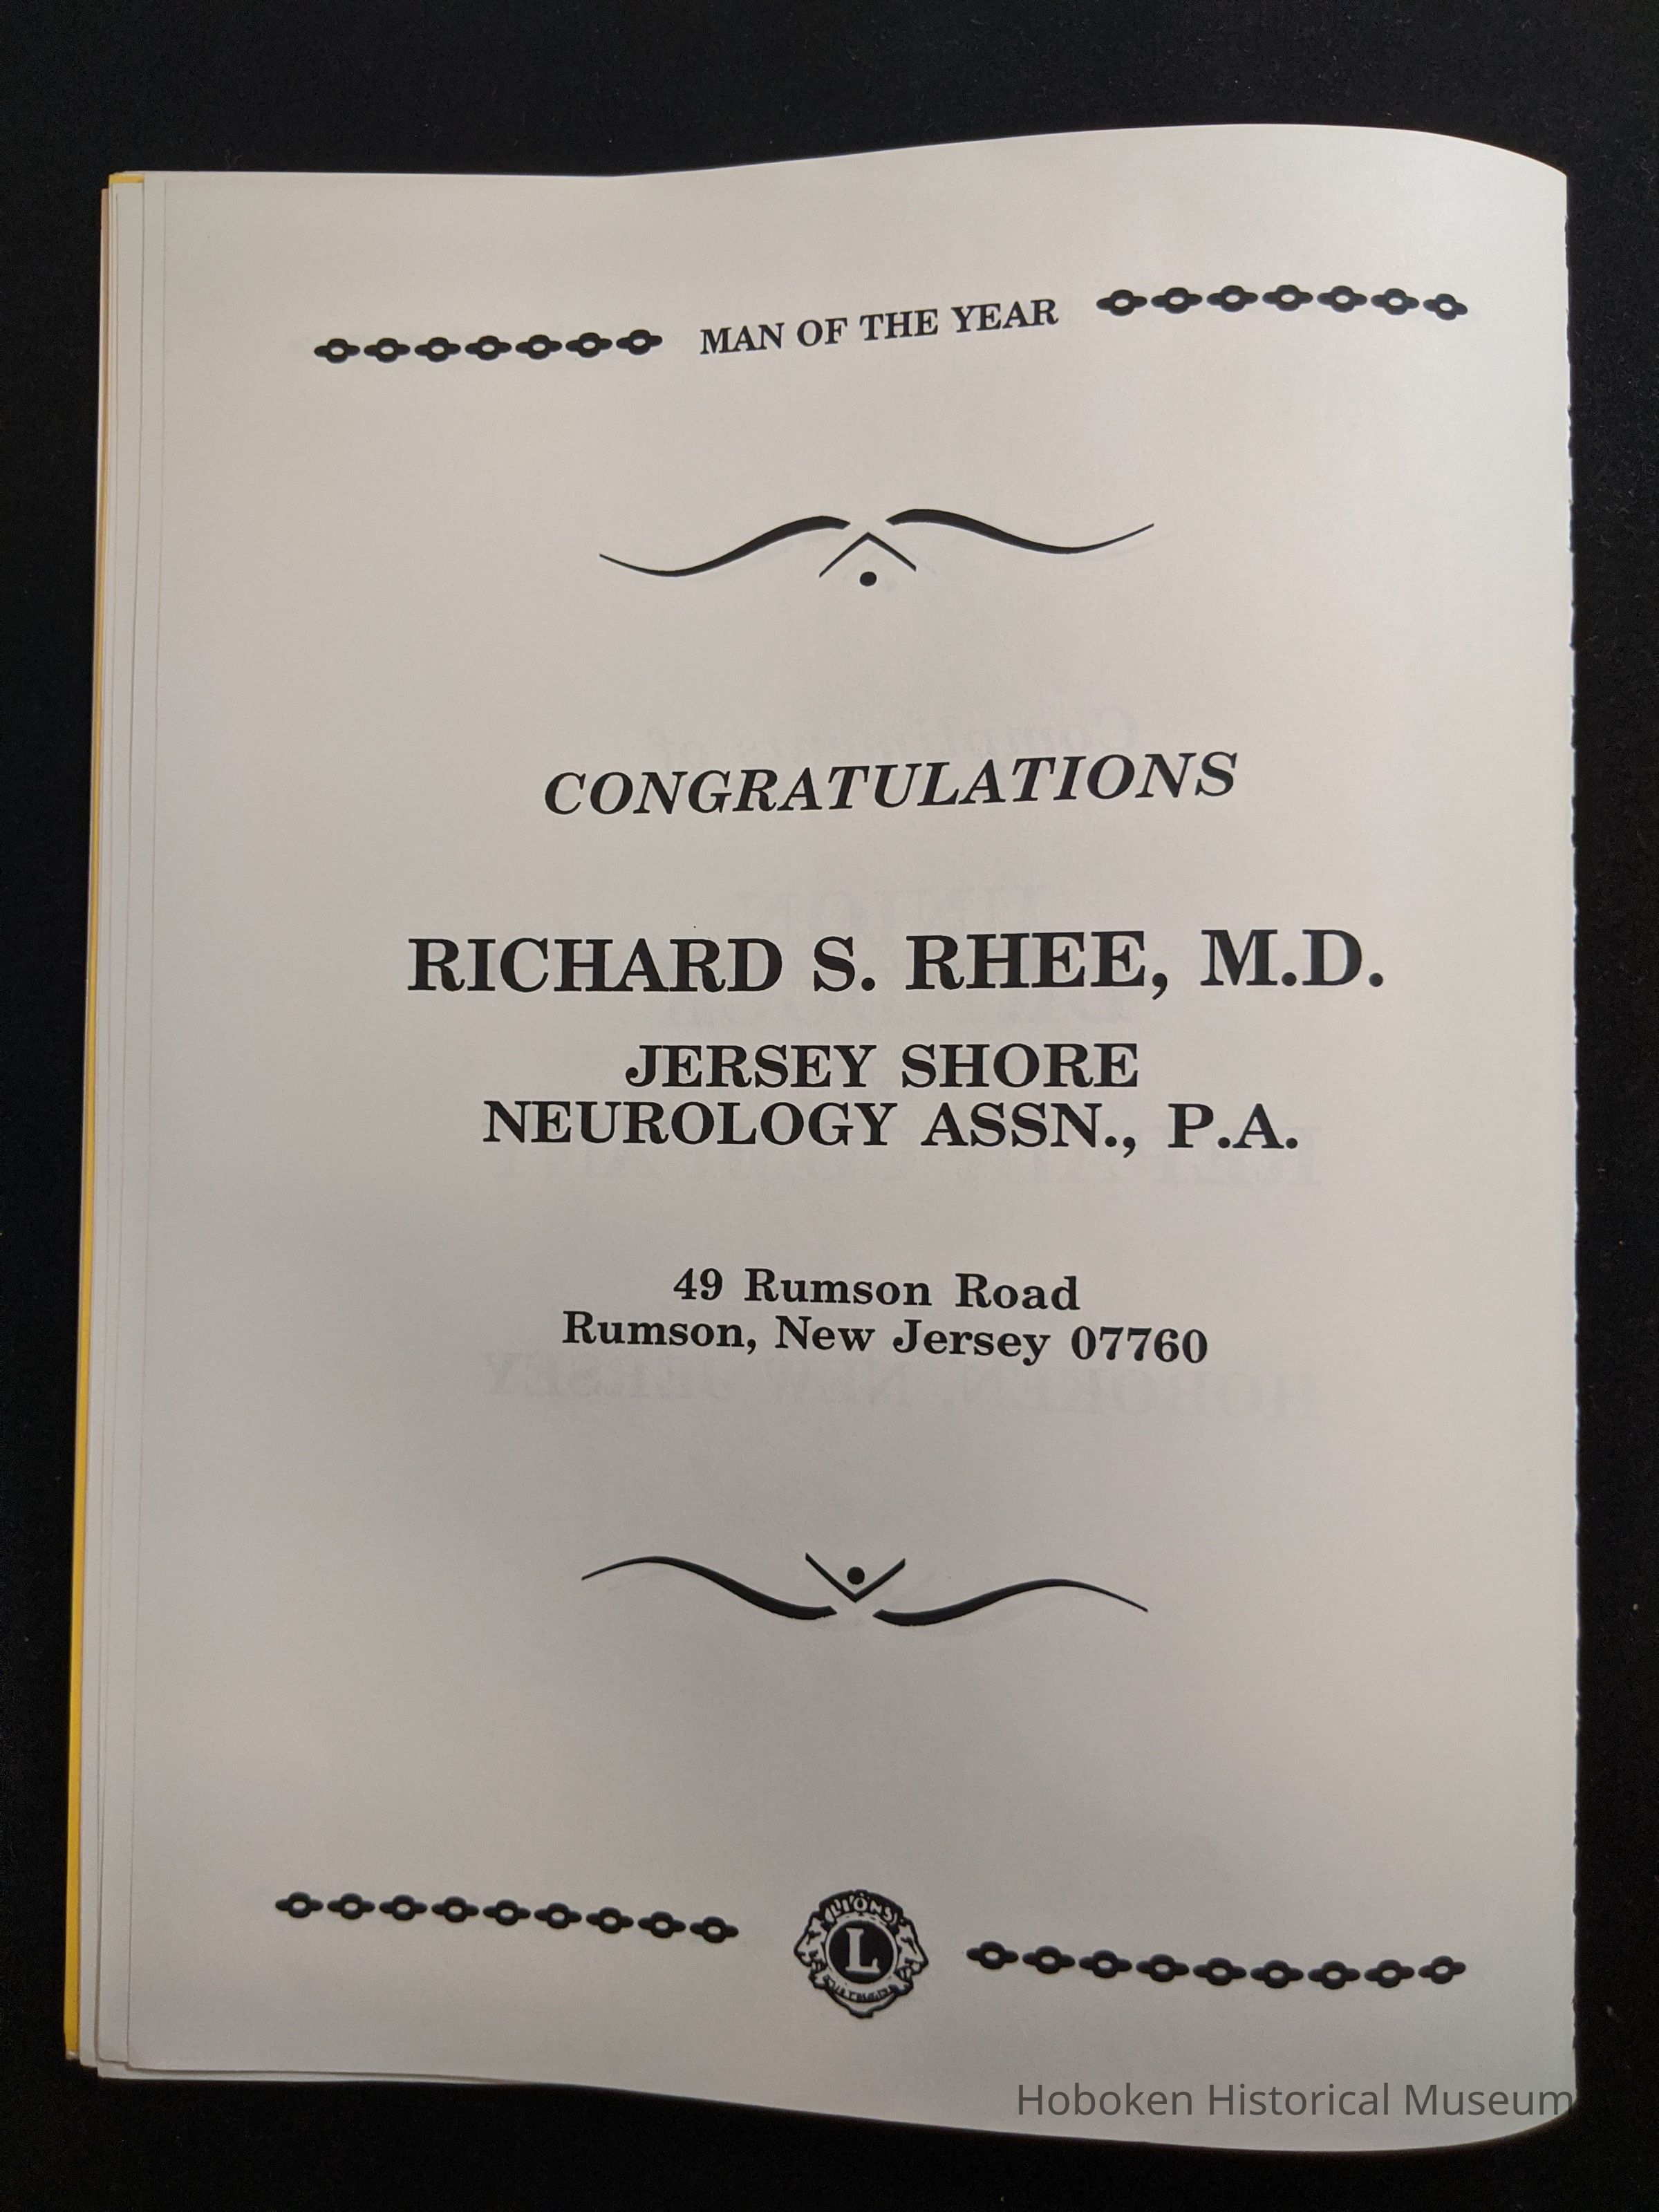 MAN OF THE YEAR
CONGRATULATIONS
RICHARD S. RHEE, M.D.
JERSEY SHORE
NEUROLOGY ASSN., P.A.
49 Rumson Road
Rumson, New Jersey 07760
LIONS
L
Hoboken Historical Museum